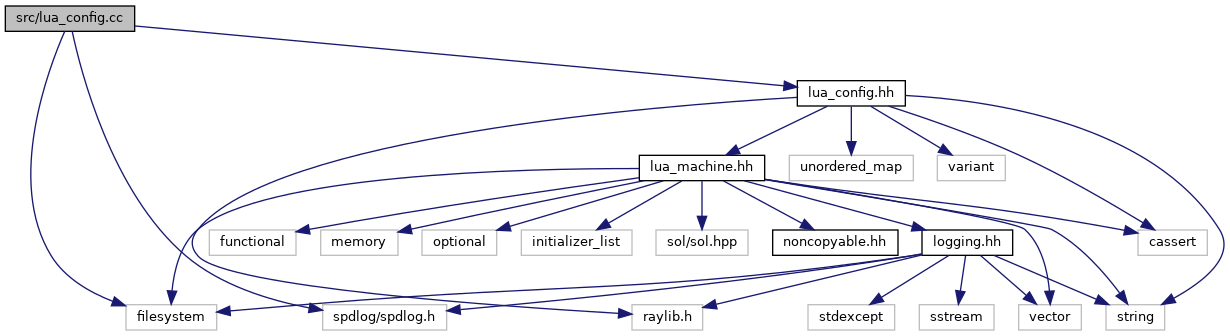 src/lua_config.cc
lua_config.hh
lua_machine.hh
unordered_map
variant
functional
memory
optional
initializer_list
sol/sol.hpp
noncopyable.hh
logging.hh
cassert
filesystem
spdlog/spdlog.h
raylib.h
stdexcept
sstream
vector
string